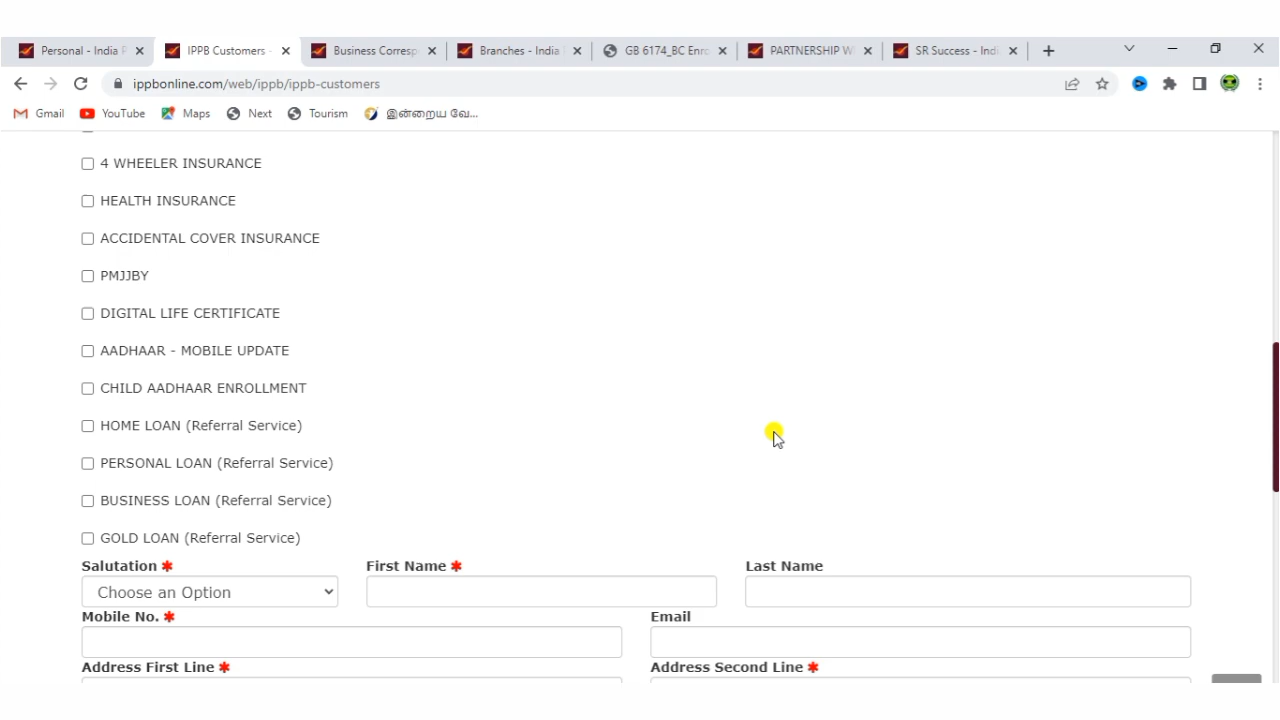 Personal - India P
IPPB Customers -
Business Corresp
Branches - India
GB 6174_BC Enro
PARTNERSHIP W
SR Success - Indi
ippbonline.com/web/ippb/ippb-customers
Gmail
YouTube
Maps
Next
Tourism
இன்றைய வே...
4 WHEELER INSURANCE
HEALTH INSURANCE
ACCIDENTAL COVER INSURANCE
PMJJBY
DIGITAL LIFE CERTIFICATE
AADHAAR - MOBILE UPDATE
CHILD AADHAAR ENROLLMENT
HOME LOAN (Referral Service)
PERSONAL LOAN (Referral Service)
BUSINESS LOAN (Referral Service)
GOLD LOAN (Referral Service)
Salutation *
First Name *
Last Name
Choose an Option
Mobile No. *
Email
Address First Line *
Address Second Line *